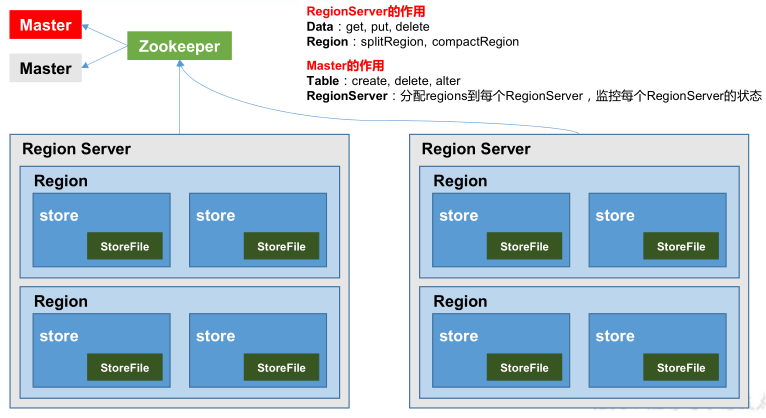 Master
Master
Zookeeper
RegionServer的作用
Data：get, put, delete
Region：splitRegion, compactRegion
Master的作用
Table：create, delete, alter
RegionServer：分配regions到每个RegionServer，监控每个RegionServer的状态
Region Server
Region
store
StoreFile
store
StoreFile
Region
store
StoreFile
store
StoreFile
Region Server
Region
store
StoreFile
store
StoreFile
Region
store
StoreFile
store
StoreFile